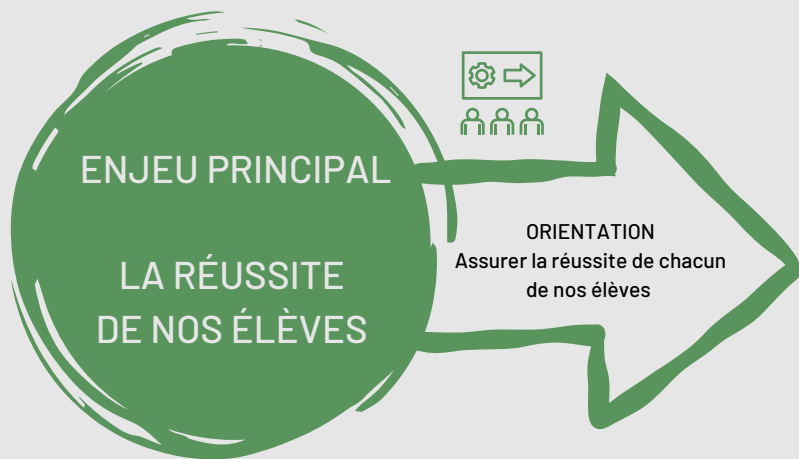 ENJEU PRINCIPAL
LA RÉUSSITE
DE NOS ÉLÈVES
ORIENTATION
Assurer la réussite de chacun
de nos élèves